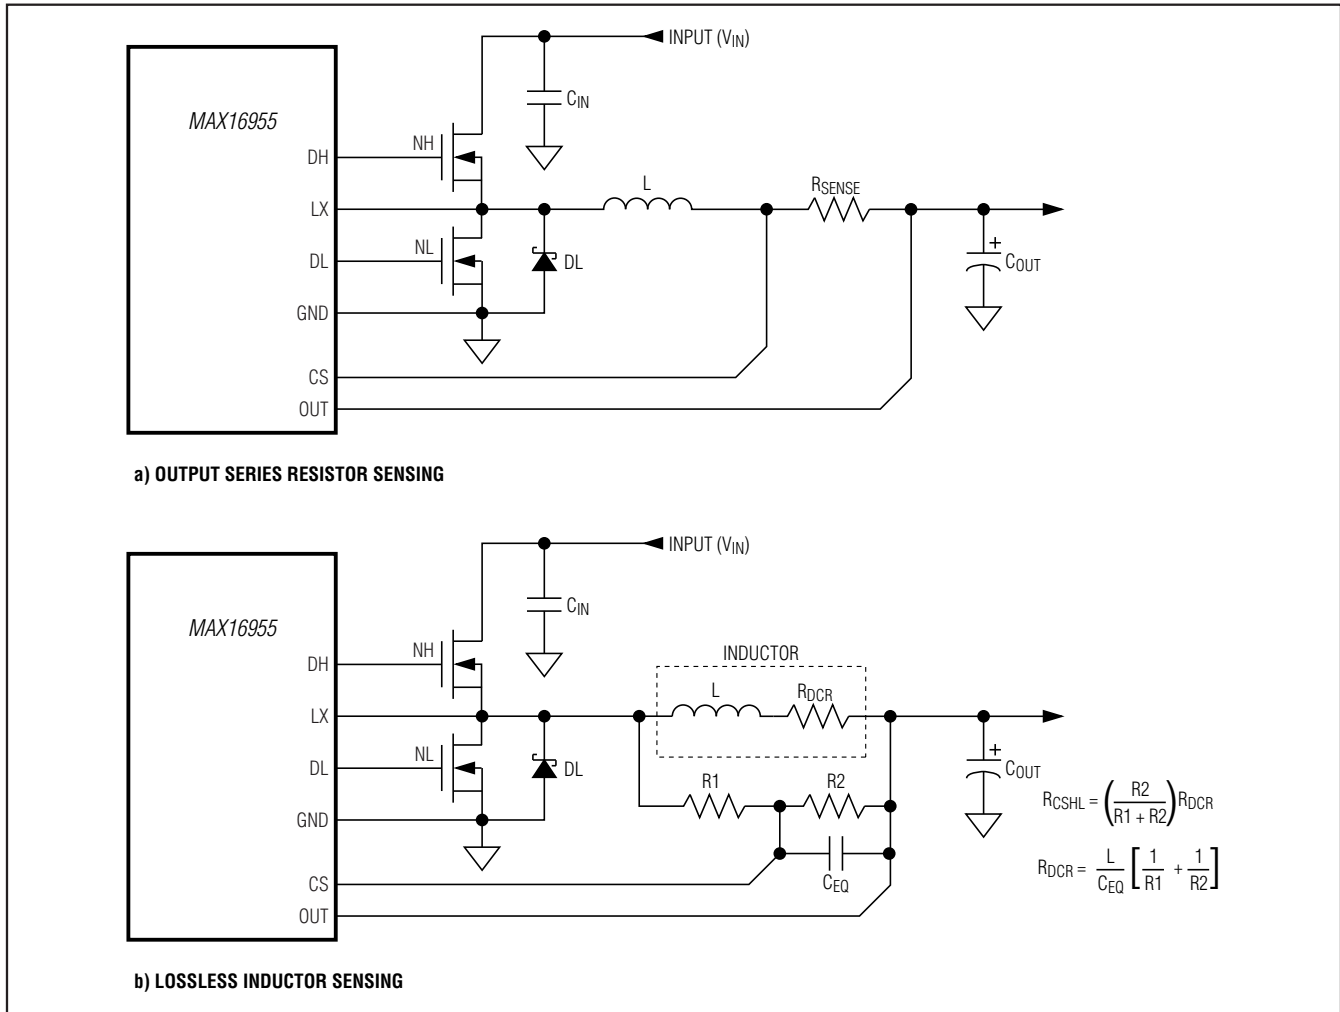 INPUT (VIN)
CIN
MAX16955
NH
DH
L
RSENSE
LX
NL
DL
DL
+
COUT
GND
CS
OUT
a) OUTPUT SERIES RESISTOR SENSING
INPUT (VIN)
CIN
MAX16955
NH
DH
INDUCTOR
L
RDCR
LX
NL
DL
DL
+
COUT
R1
R2
RCSHL = (R2 / R1 + R2) RDCR
GND
CEQ
RDCR = L / CEQ [1 / R1 + 1 / R2]
CS
OUT
b) LOSSLESS INDUCTOR SENSING